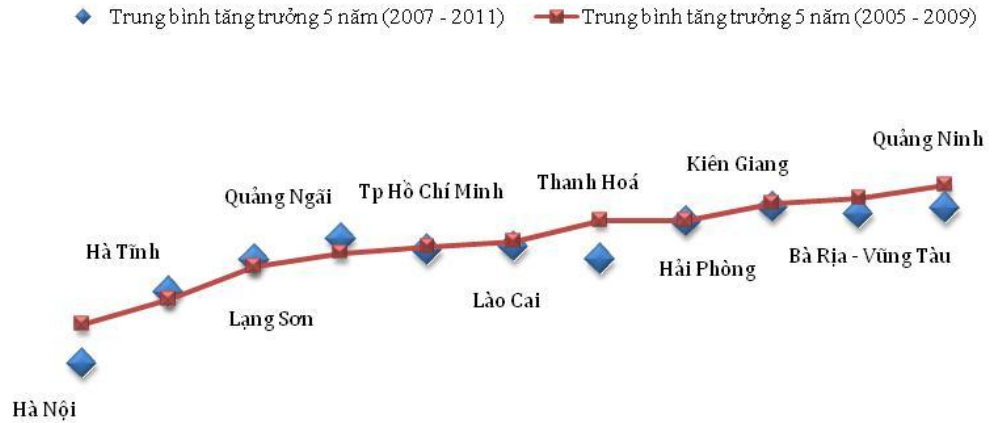 Trung bình tăng trưởng 5 năm (2007 - 2011)
Trung bình tăng trưởng 5 năm (2005 - 2009)
Quảng Ninh
Kiên Giang
Thanh Hoá
Tp Hồ Chí Minh
Quảng Ngãi
Hà Tĩnh
Bà Rịa - Vũng Tàu
Hải Phòng
Lào Cai
Lạng Sơn
Hà Nội